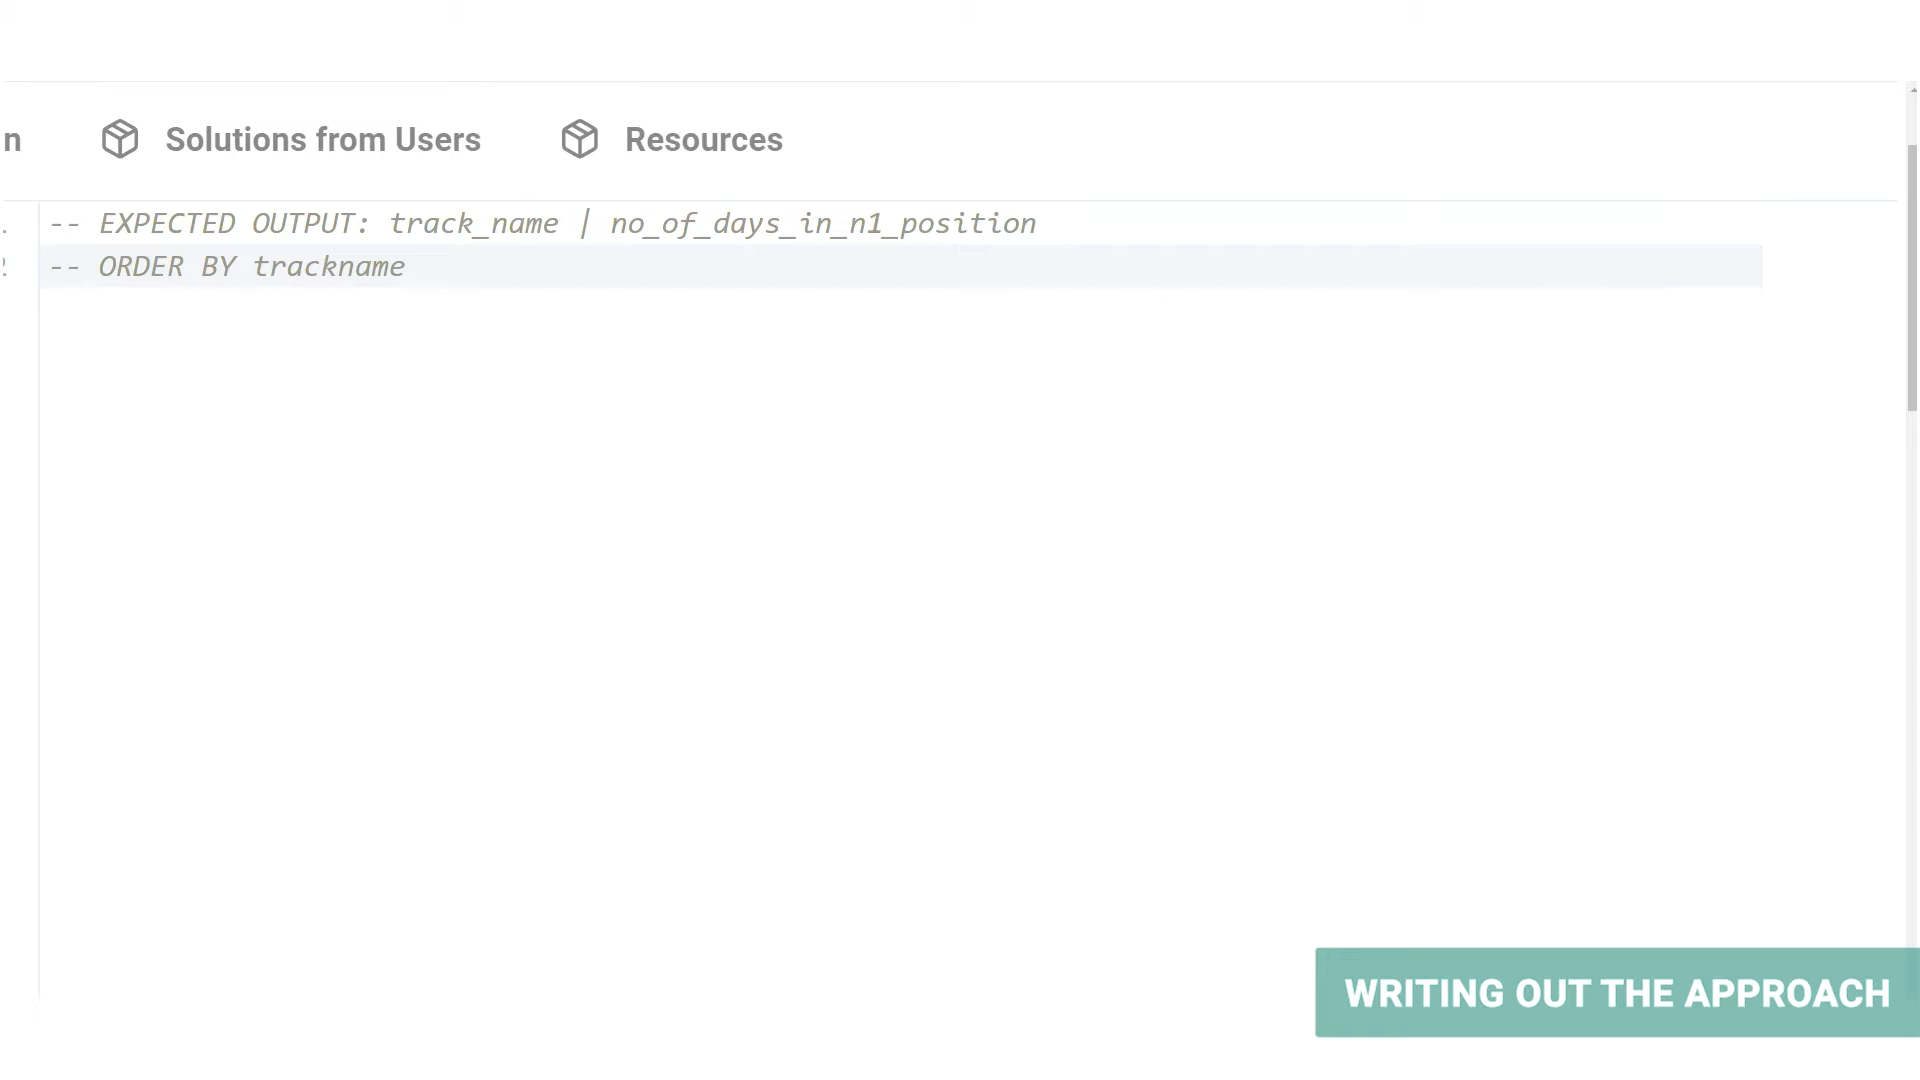 n Solutions from Users Resources
-- EXPECTED OUTPUT: track_name | no_of_days_in_n1_position
-- ORDER BY trackname
WRITING OUT THE APPROACH